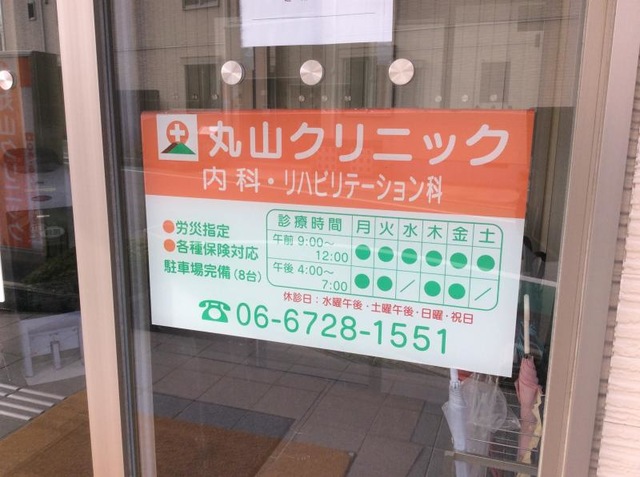 丸山クリニック
内科・リハビリテーション科
●労災指定
●各種保険対応
駐車場完備(8台)
診療時間 月 火 水 木 金 土
午前 9:00～12:00 ● ● ● ● ● ●
午後 4:00～7:00 ● ● ／ ● ● ／
休診日：水曜午後・土曜午後・日曜・祝日
☎06-6728-1551